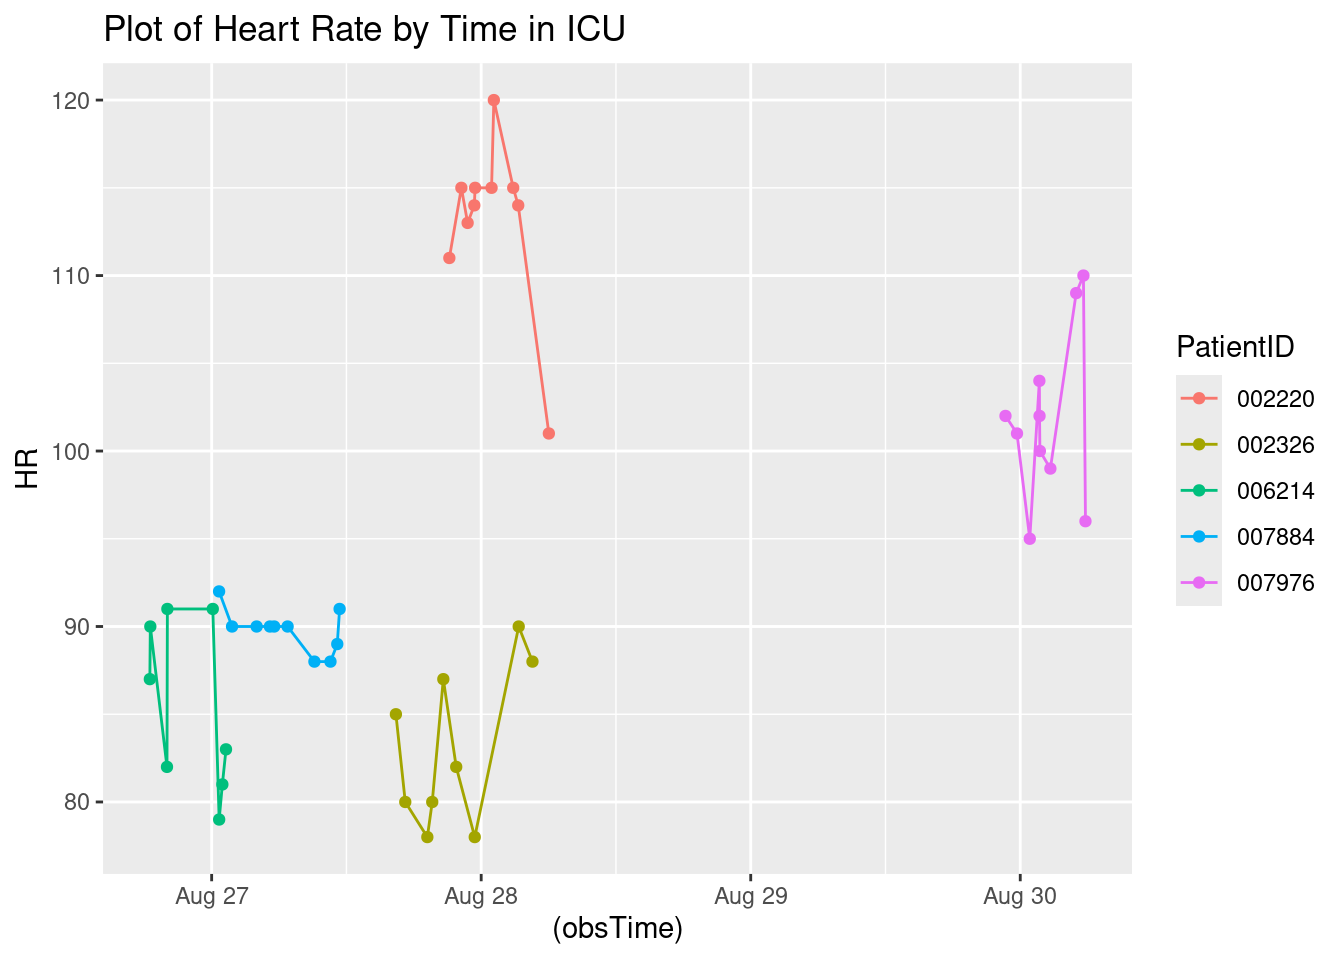 Plot of Heart Rate by Time in ICU
120
110
100
90
80
HR
Aug 27
Aug 28
Aug 29
Aug 30
(obsTime)
PatientID
002220
002326
006214
007884
007976